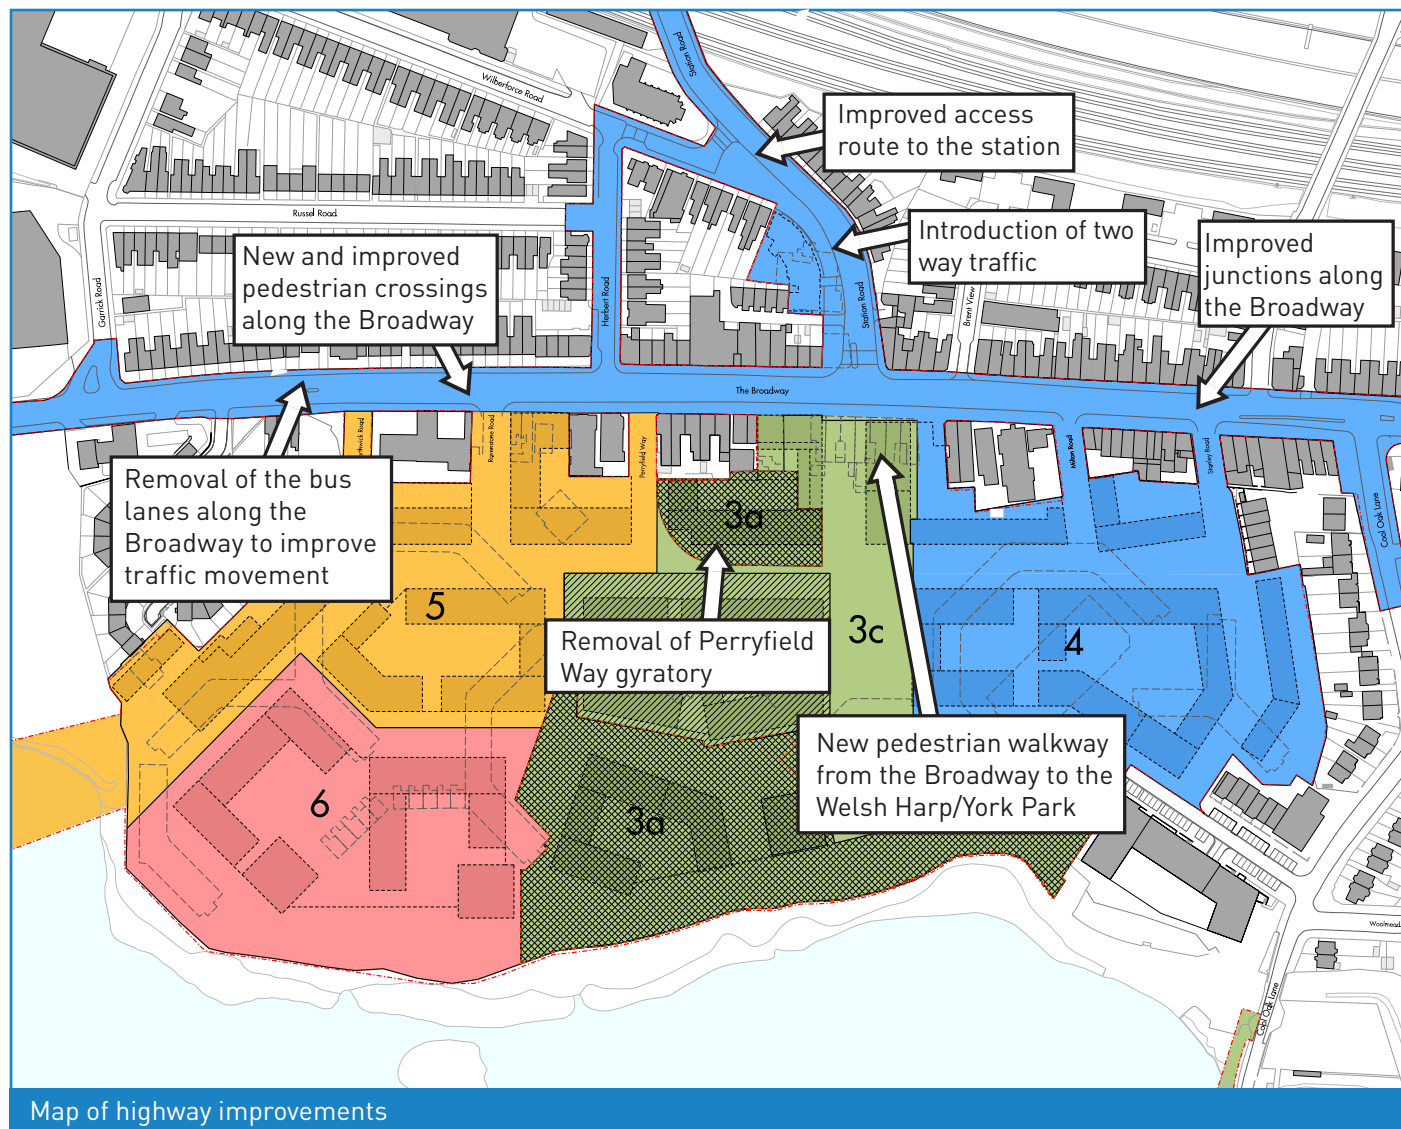 Station Road
Wilberforce Road
Improved access
route to the station
Russel Road
Introduction of two
way traffic
Improved
junctions along
the Broadway
New and improved
pedestrian crossings
along the Broadway
Garrick Road
Herbert Road
Station Road
Brent View
The Broadway
Ravenstone Road
Perryfield Way
Milton Road
Stanley Road
Cool Oak Lane
Removal of the bus
lanes along the
Broadway to improve
traffic movement
3a
5
3c
4
Removal of Perryfield
Way gyratory
New pedestrian walkway
from the Broadway to the
Welsh Harp/York Park
6
3a
Woolmead
Cool Oak Lane
Map of highway improvements